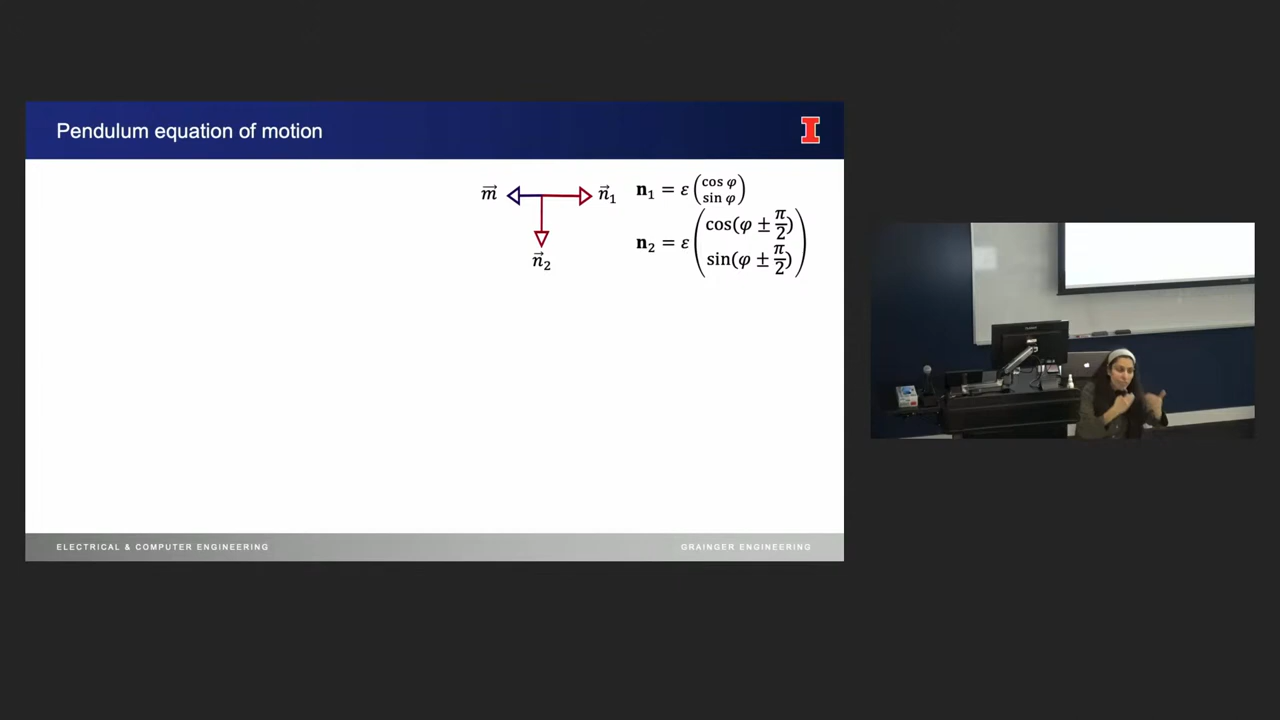 Pendulum equation of motion
I
m⃗
n⃗₁
n⃗₂
𝐧₁ = ε (cos φ
sin φ)
𝐧₂ = ε (cos(φ ± π/2)
sin(φ ± π/2))
ELECTRICAL & COMPUTER ENGINEERING
GRAINGER ENGINEERING